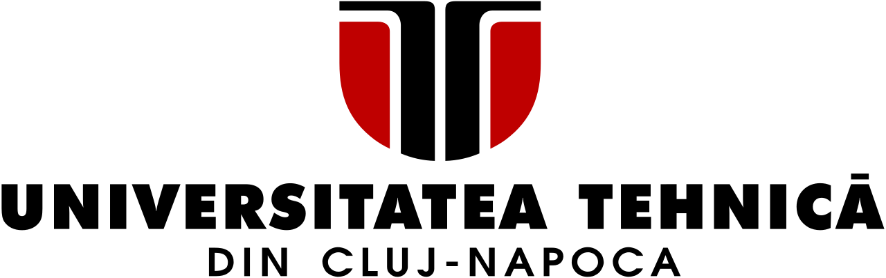 UNIVERSITATEA TEHNICĂ
DIN CLUJ-NAPOCA